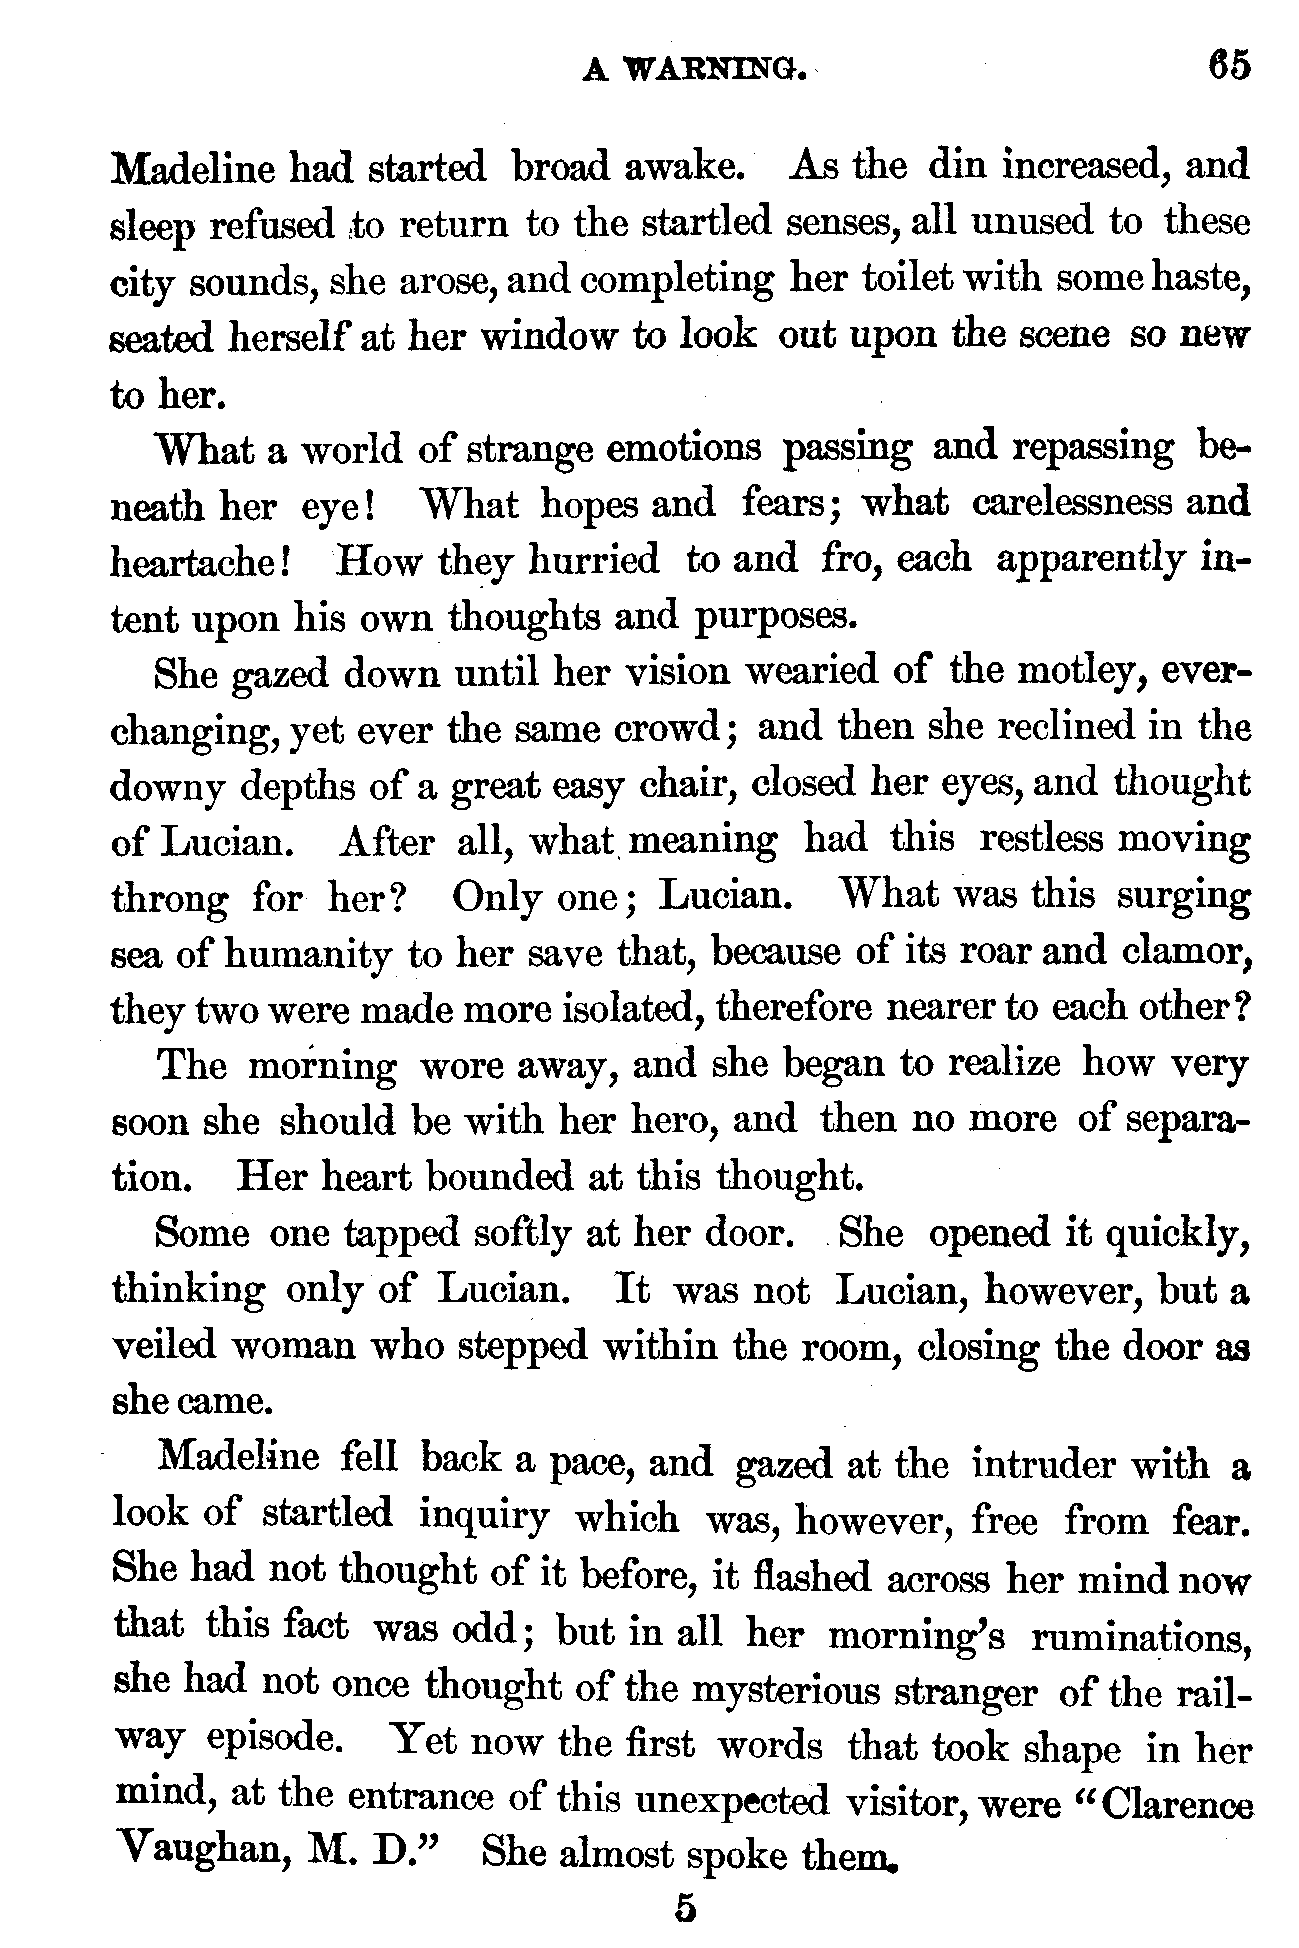 A WARNING. 65
Madeline had started broad awake. As the din increased, and
sleep refused to return to the startled senses, all unused to these
city sounds, she arose, and completing her toilet with some haste,
seated herself at her window to look out upon the scene so new
to her.
What a world of strange emotions passing and repassing be-
neath her eye! What hopes and fears; what carelessness and
heartache! How they hurried to and fro, each apparently in-
tent upon his own thoughts and purposes.
She gazed down until her vision wearied of the motley, ever-
changing, yet ever the same crowd; and then she reclined in the
downy depths of a great easy chair, closed her eyes, and thought
of Lucian. After all, what meaning had this restless moving
throng for her? Only one; Lucian. What was this surging
sea of humanity to her save that, because of its roar and clamor,
they two were made more isolated, therefore nearer to each other?
The morning wore away, and she began to realize how very
soon she should be with her hero, and then no more of separa-
tion. Her heart bounded at this thought.
Some one tapped softly at her door. She opened it quickly,
thinking only of Lucian. It was not Lucian, however, but a
veiled woman who stepped within the room, closing the door as
she came.
Madeline fell back a pace, and gazed at the intruder with a
look of startled inquiry which was, however, free from fear.
She had not thought of it before, it flashed across her mind now
that this fact was odd; but in all her morning's ruminations,
she had not once thought of the mysterious stranger of the rail-
way episode. Yet now the first words that took shape in her
mind, at the entrance of this unexpected visitor, were "Clarence
Vaughan, M. D." She almost spoke them.
5